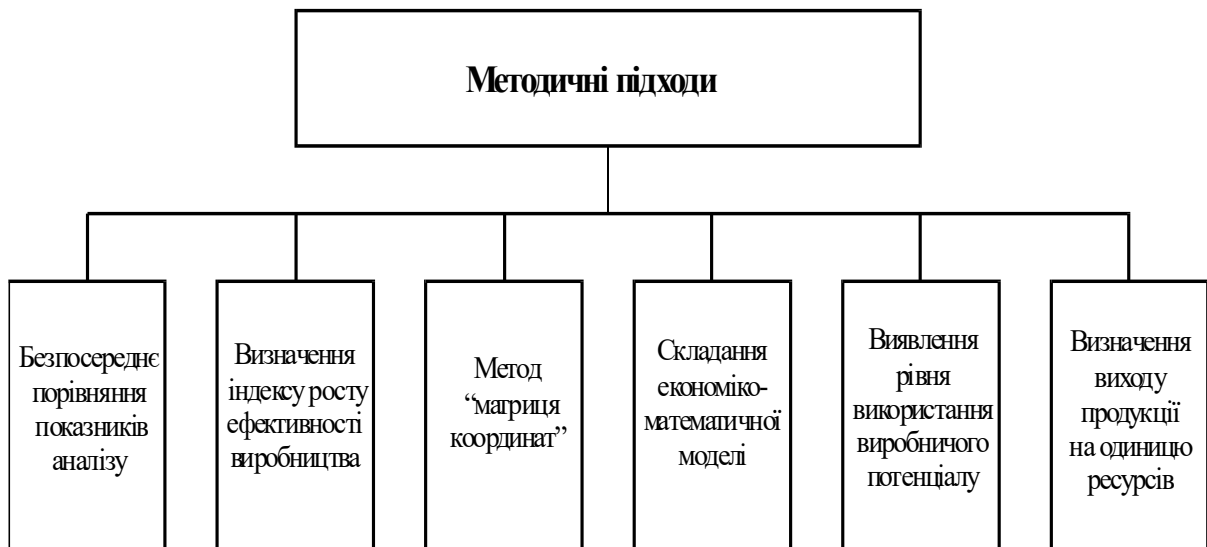 Методичні підходи
Безпосереднє
порівняння
показників
аналізу
Визначення
індексу росту
ефективності
виробництва
Метод
“матриця
координат”
Складання
економіко-
математичної
моделі
Виявлення
рівня
використання
виробничого
потенціалу
Визначення
виходу
продукції
на одиницю
ресурсів